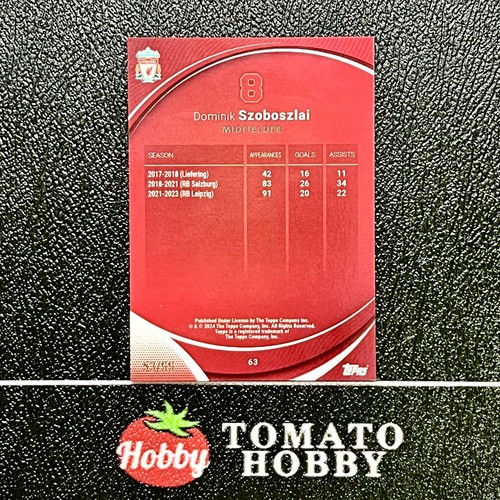 8
Dominik Szoboszlai
MIDFIELDER
SEASON APPEARANCES GOALS ASSISTS
2017-2018 (Liefering) 42 16 11
2018-2021 (RB Salzburg) 83 26 34
2021-2023 (RB Leipzig) 91 20 22
Published Under License by The Topps Company Inc.
© & © 2024 The Topps Company, Inc. All Rights Reserved.
Topps is a registered trademark of
The Topps Company, Inc.
63
Topps
Hobby
TOMATO
HOBBY